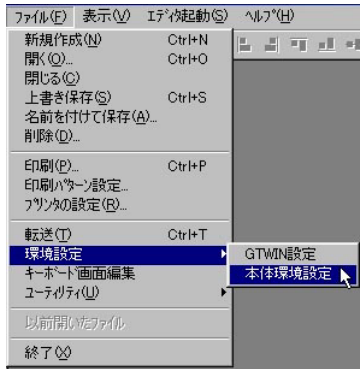 ファイル(F) 表示(V) エディタ起動(S) ヘルプ(H)
新規作成(N) Ctrl+N
開く(O)... Ctrl+O
閉じる(C)
上書き保存(S) Ctrl+S
名前を付けて保存(A)...
削除(D)...
印刷(P)... Ctrl+P
印刷パターン設定...
プリンタの設定(R)...
転送(T) Ctrl+T
環境設定
GTWIN設定
キーボード画面編集
本体環境設定
ユーティリティ(U)
以前開いたファイル
終了(X)